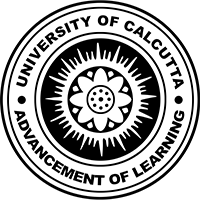 UNIVERSITY OF CALCUTTA
ADVANCEMENT OF LEARNING